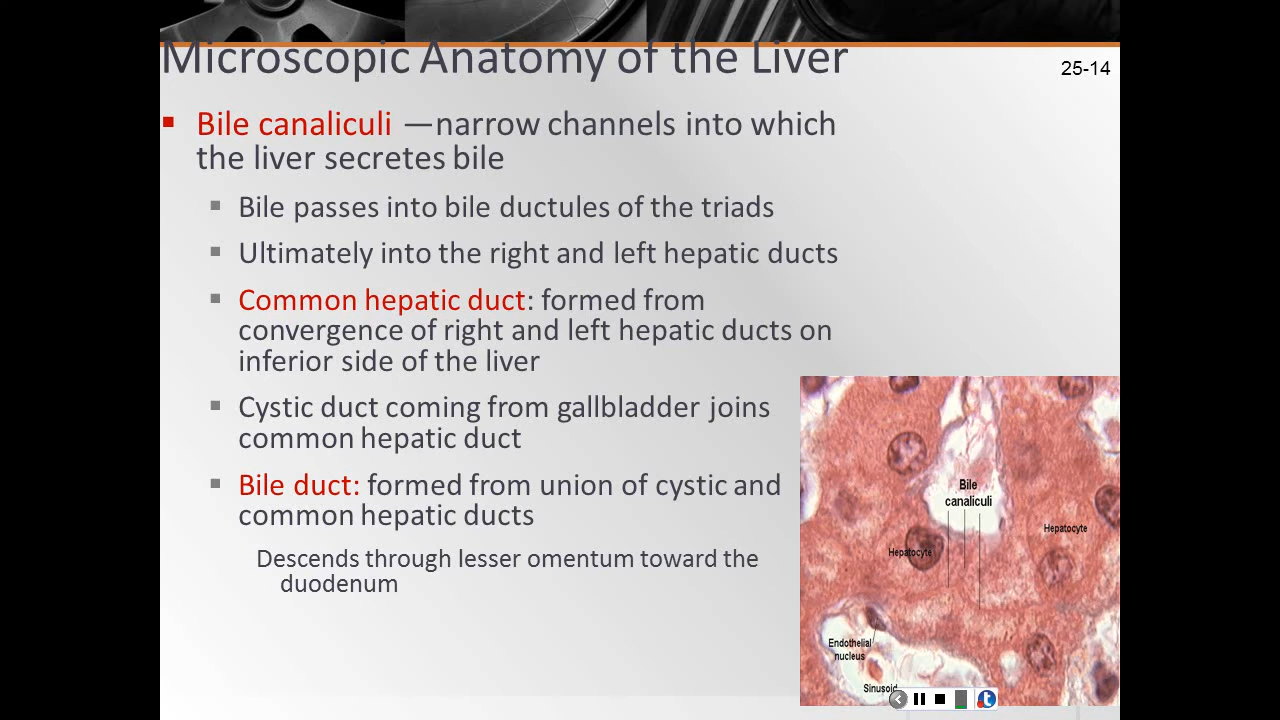 Microscopic Anatomy of the Liver
25-14
Bile canaliculi —narrow channels into which
the liver secretes bile
Bile passes into bile ductules of the triads
Ultimately into the right and left hepatic ducts
Common hepatic duct: formed from
convergence of right and left hepatic ducts on
inferior side of the liver
Cystic duct coming from gallbladder joins
common hepatic duct
Bile duct: formed from union of cystic and
common hepatic ducts
Descends through lesser omentum toward the
duodenum
Bile
canaliculi
Hepatocyte
Hepatocyte
Endothelial
nucleus
Sinusoid
t